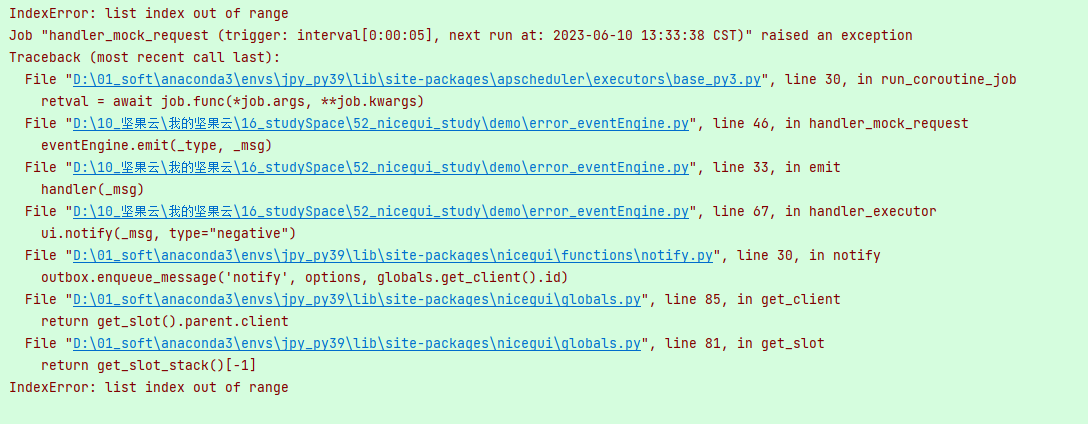 IndexError: list index out of range
Job "handler_mock_request (trigger: interval[0:00:05], next run at: 2023-06-10 13:33:38 CST)" raised an exception
Traceback (most recent call last):
  File "D:\01_soft\anaconda3\envs\jpy_py39\lib\site-packages\apscheduler\executors\base_py3.py", line 30, in run_coroutine_job
    retval = await job.func(*job.args, **job.kwargs)
  File "D:\10_坚果云\我的坚果云\16_studySpace\52_nicegui_study\demo\error_eventEngine.py", line 46, in handler_mock_request
    eventEngine.emit(_type, _msg)
  File "D:\10_坚果云\我的坚果云\16_studySpace\52_nicegui_study\demo\error_eventEngine.py", line 33, in emit
    handler(_msg)
  File "D:\10_坚果云\我的坚果云\16_studySpace\52_nicegui_study\demo\error_eventEngine.py", line 67, in handler_executor
    ui.notify(_msg, type="negative")
  File "D:\01_soft\anaconda3\envs\jpy_py39\lib\site-packages\nicegui\functions\notify.py", line 30, in notify
    outbox.enqueue_message('notify', options, globals.get_client().id)
  File "D:\01_soft\anaconda3\envs\jpy_py39\lib\site-packages\nicegui\globals.py", line 85, in get_client
    return get_slot().parent.client
  File "D:\01_soft\anaconda3\envs\jpy_py39\lib\site-packages\nicegui\globals.py", line 81, in get_slot
    return get_slot_stack()[-1]
IndexError: list index out of range